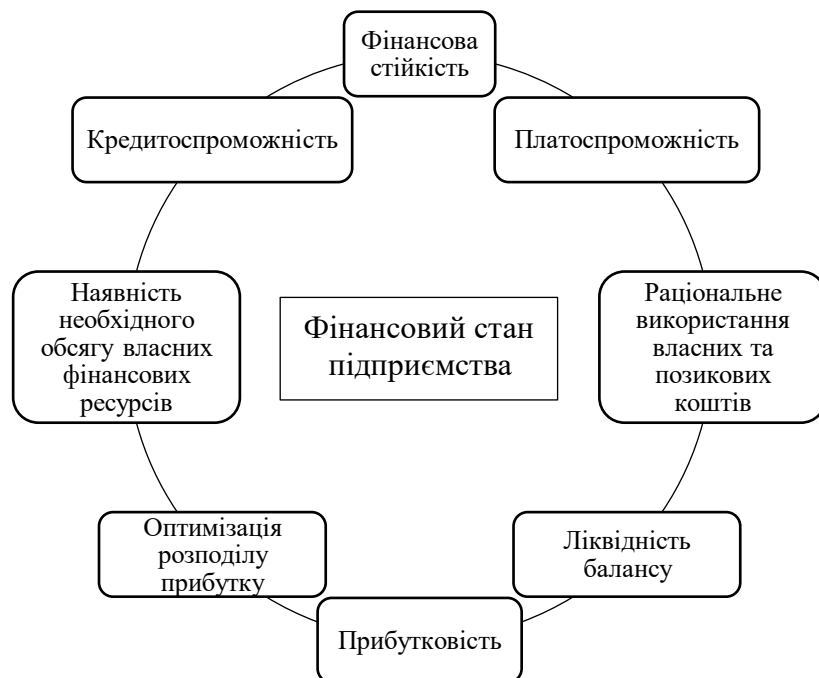 Фінансова
стійкість
Кредитоспроможність
Платоспроможність
Наявність
необхідного
обсягу власних
фінансових
ресурсів
Фінансовий стан
підприємства
Раціональне
використання
власних та
позикових
коштів
Оптимізація
розподілу
прибутку
Ліквідність
балансу
Прибутковість